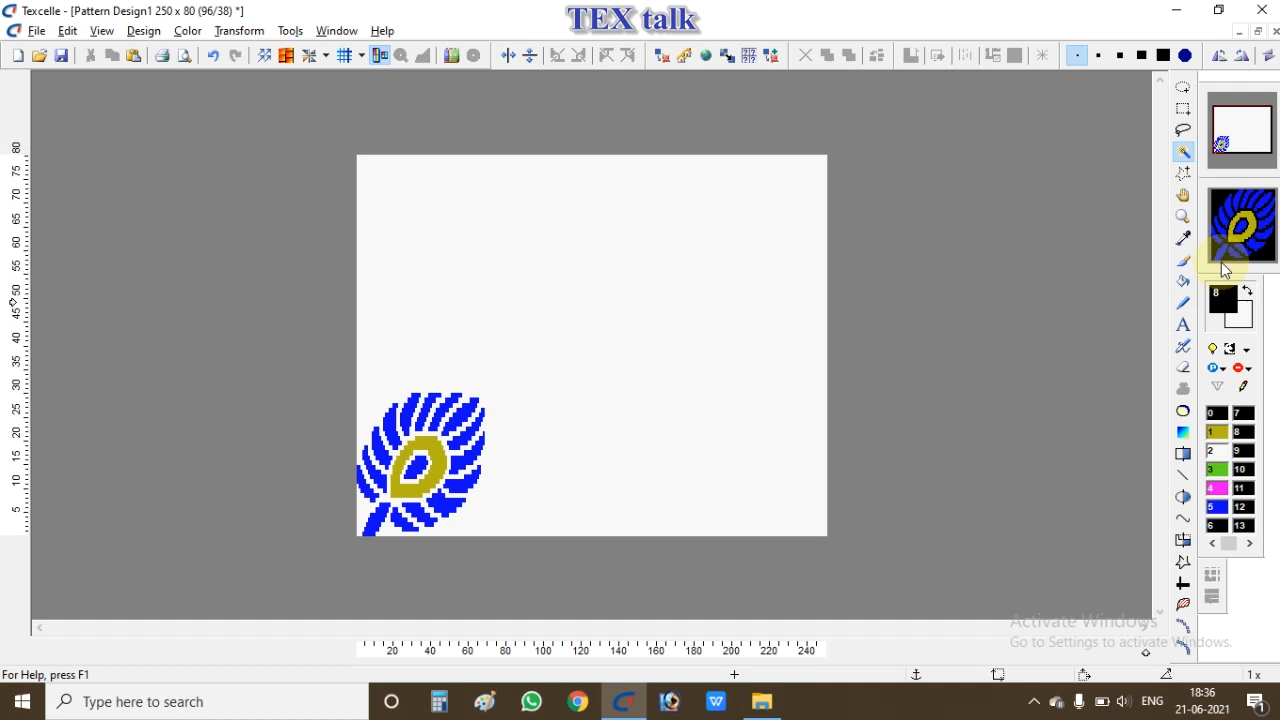 Texcelle - [Pattern Design1 250 x 80 (96/38) *]
TEX talk
File Edit View Design Color Transform Tools Window Help
80
75
70
65
60
55
50
45
40
35
30
25
20
15
10
5
8
0 7
1 8
2 9
3 10
4 11
5 12
6 13
20 40 60 80 100 120 140 160 180 200 220 240
Activate Windows
Go to Settings to activate Windows.
For Help, press F1
1 x
Type here to search
ENG
18:36
21-06-2021
1